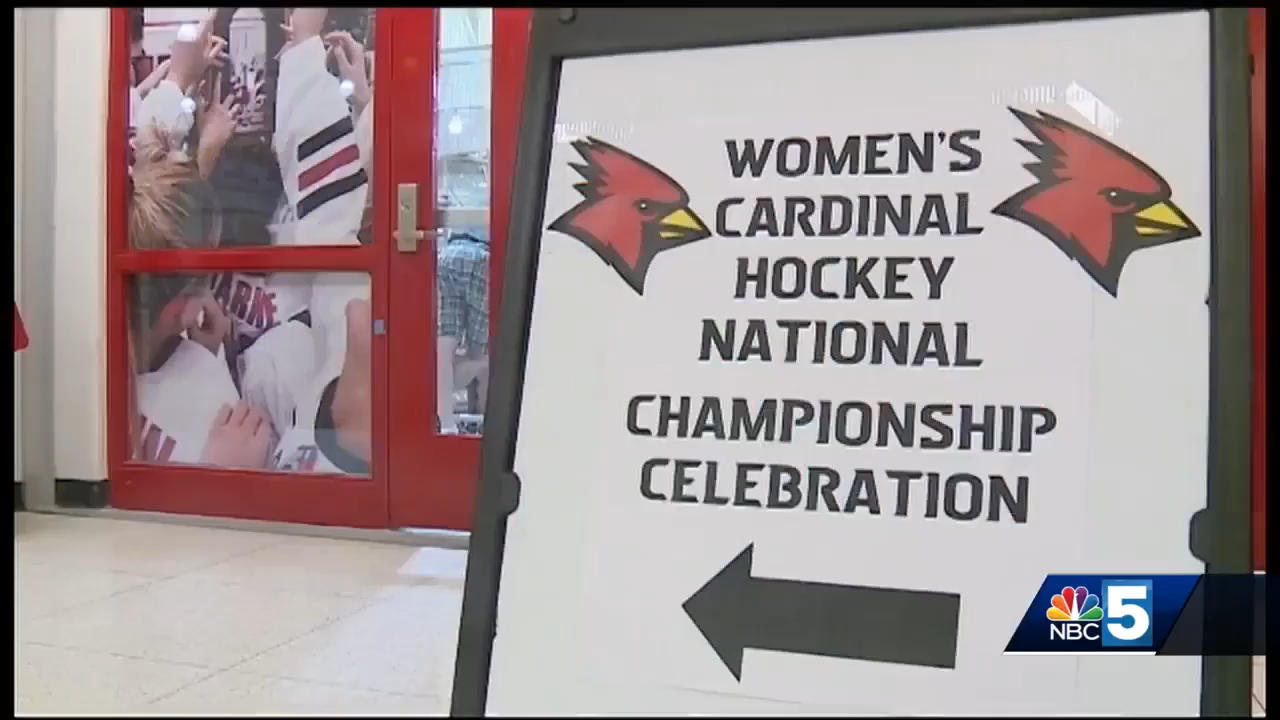 WOMEN'S
CARDINAL
HOCKEY
NATIONAL
CHAMPIONSHIP
CELEBRATION
NBC 5